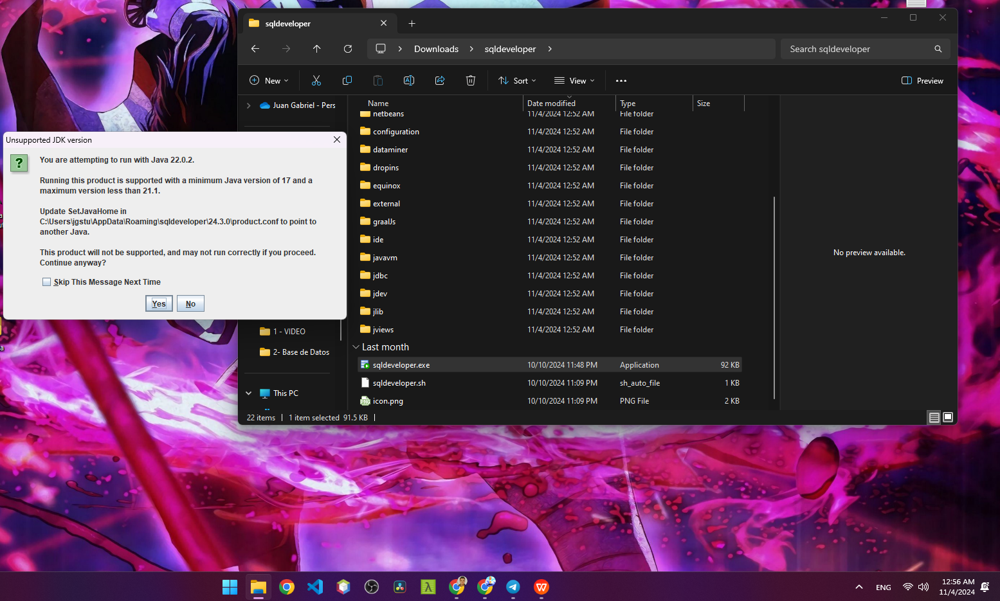 sqldeveloper
Downloads
sqldeveloper
Search sqldeveloper
New
Sort
View
Preview
Juan Gabriel - Pers
Name
Date modified
Type
Size
netbeans 11/4/2024 12:52 AM File folder
configuration 11/4/2024 12:52 AM File folder
dataminer 11/4/2024 12:52 AM File folder
dropins 11/4/2024 12:52 AM File folder
equinox 11/4/2024 12:52 AM File folder
external 11/4/2024 12:52 AM File folder
graalJs 11/4/2024 12:52 AM File folder
ide 11/4/2024 12:52 AM File folder
javavm 11/4/2024 12:52 AM File folder
jdbc 11/4/2024 12:52 AM File folder
jdev 11/4/2024 12:52 AM File folder
jlib 11/4/2024 12:52 AM File folder
jviews 11/4/2024 12:52 AM File folder
Last month
sqldeveloper.exe 10/10/2024 11:48 PM Application 92 KB
sqldeveloper.sh 10/10/2024 11:09 PM sh_auto_file 1 KB
icon.png 10/10/2024 11:09 PM PNG File 2 KB
No preview available.
Unsupported JDK version
You are attempting to run with Java 22.0.2.
Running this product is supported with a minimum Java version of 17 and a
maximum version less than 21.1.
Update SetJavaHome in
C:\Users\jgstu\AppData\Roaming\sqldeveloper\24.3.0\product.conf to point to
another Java.
This product will not be supported, and may not run correctly if you proceed.
Continue anyway?
Skip This Message Next Time
Yes
No
1 - VIDEO
2- Base de Datos
This PC
22 items
1 item selected 91.5 KB
ENG
12:56 AM
11/4/2024